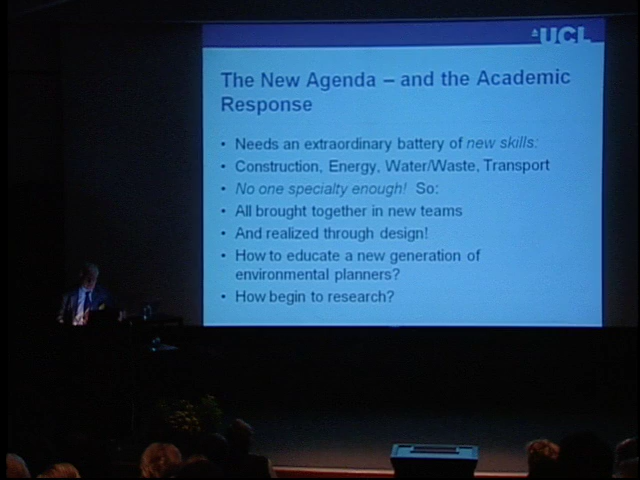 UCL
The New Agenda – and the Academic
Response
• Needs an extraordinary battery of new skills:
• Construction, Energy, Water/Waste, Transport
• No one specialty enough! So:
• All brought together in new teams
• And realized through design!
• How to educate a new generation of
environmental planners?
• How begin to research?